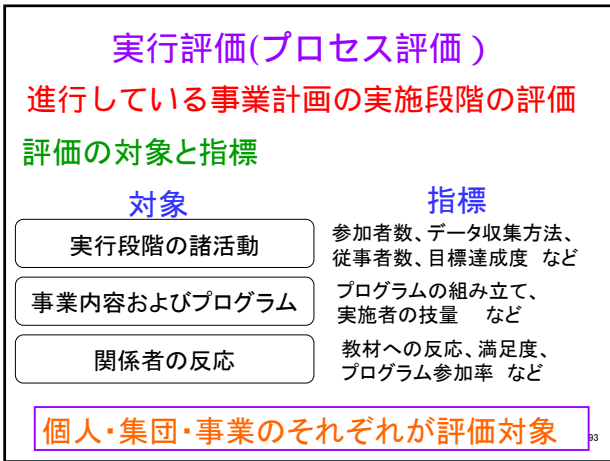 実行評価(プロセス評価)
進行している事業計画の実施段階の評価
評価の対象と指標
対象
指標
実行段階の諸活動
参加者数、データ収集方法、
従事者数、目標達成度 など
事業内容およびプログラム
プログラムの組み立て、
実施者の技量 など
関係者の反応
教材への反応、満足度、
プログラム参加率 など
個人・集団・事業のそれぞれが評価対象
93